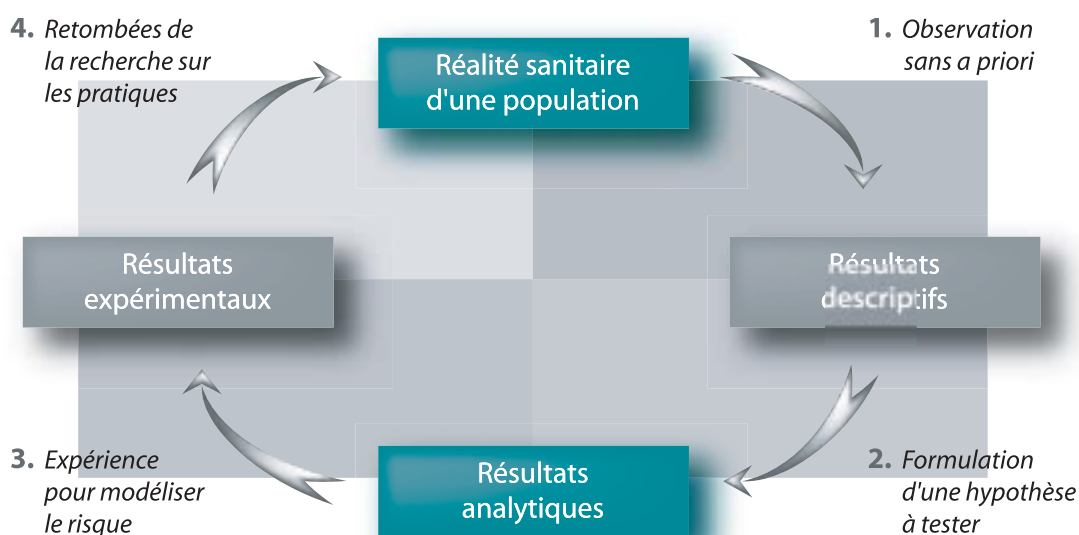 4. Retombées de
la recherche sur
les pratiques
Réalité sanitaire
d'une population
1. Observation
sans a priori
Résultats
expérimentaux
Résultats
descriptifs
3. Expérience
pour modéliser
le risque
Résultats
analytiques
2. Formulation
d'une hypothèse
à tester